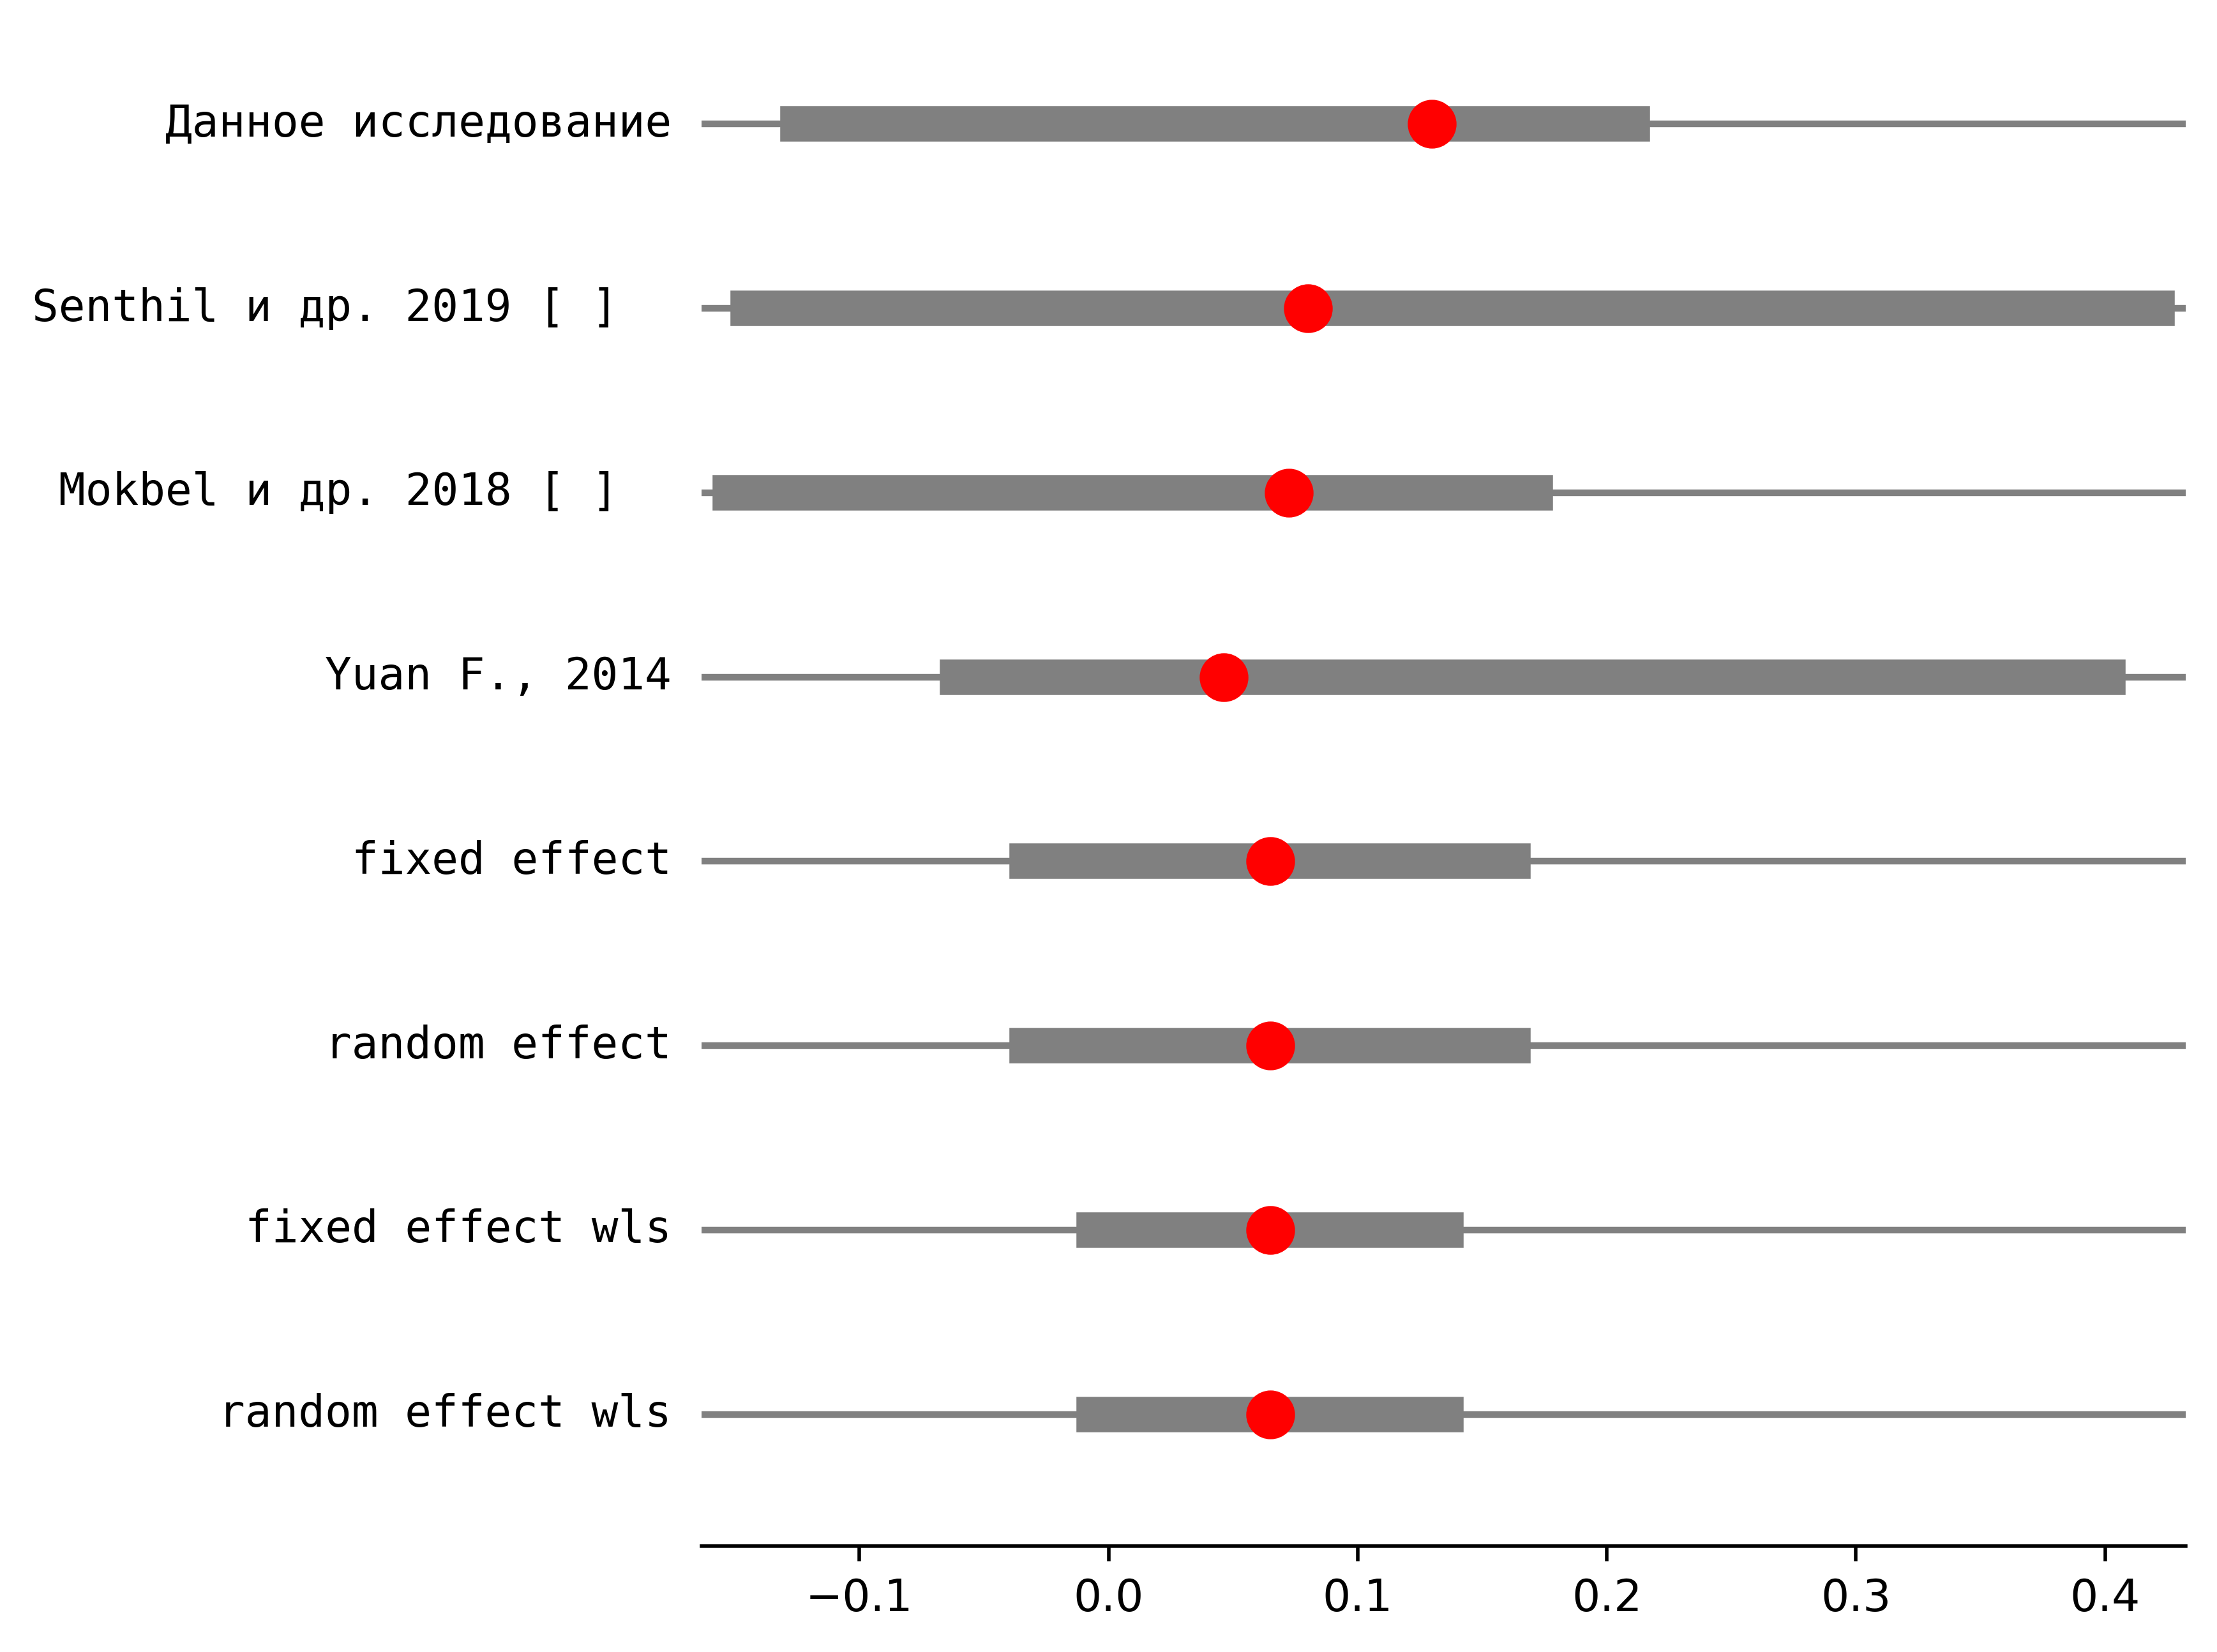 Данное исследование
Senthil и др. 2019 [ ]
Mokbel и др. 2018 [ ]
Yuan F., 2014
fixed effect
random effect
fixed effect wls
random effect wls
−0.1 0.0 0.1 0.2 0.3 0.4